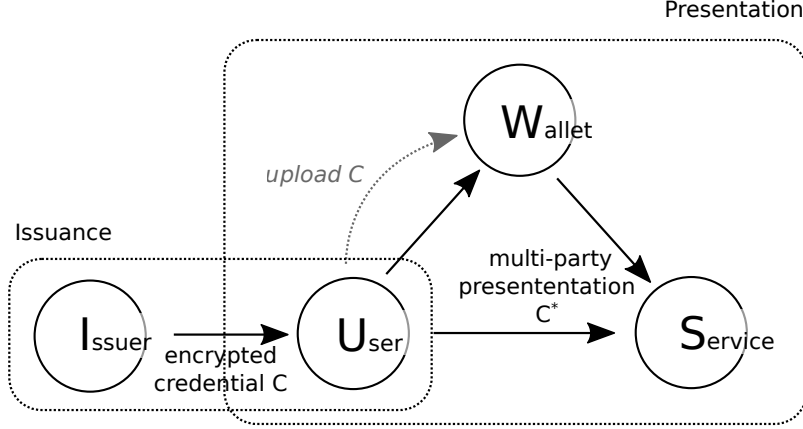 Presentation
Wallet
upload C
Issuance
multi-party
presententation
C*
Issuer
User
Service
encrypted
credential C